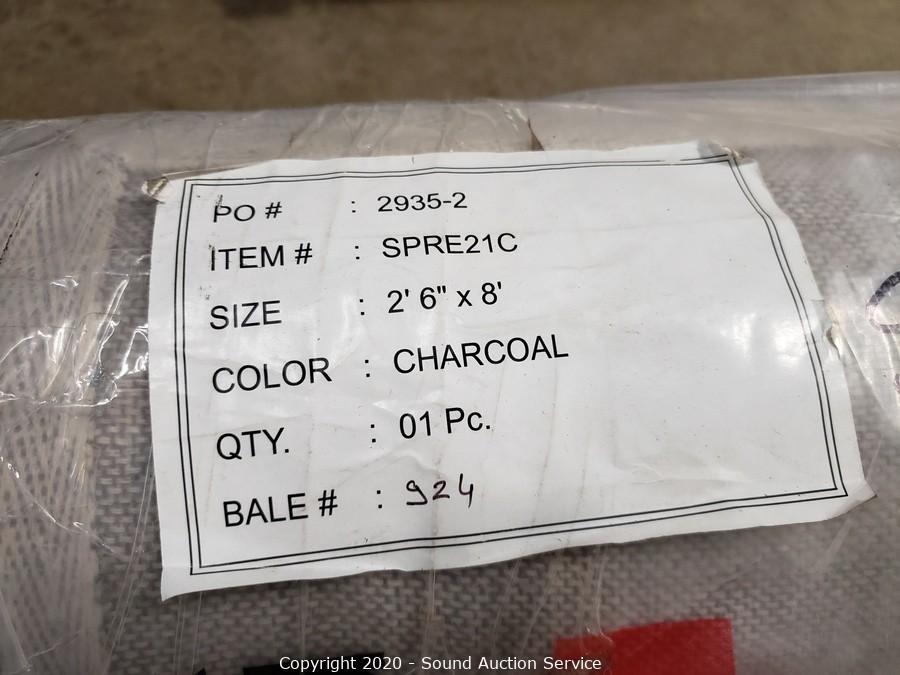 PO # : 2935-2
ITEM # : SPRE21C
SIZE : 2' 6" x 8'
COLOR : CHARCOAL
QTY. : 01 Pc.
BALE # : 924
Copyright 2020 - Sound Auction Service